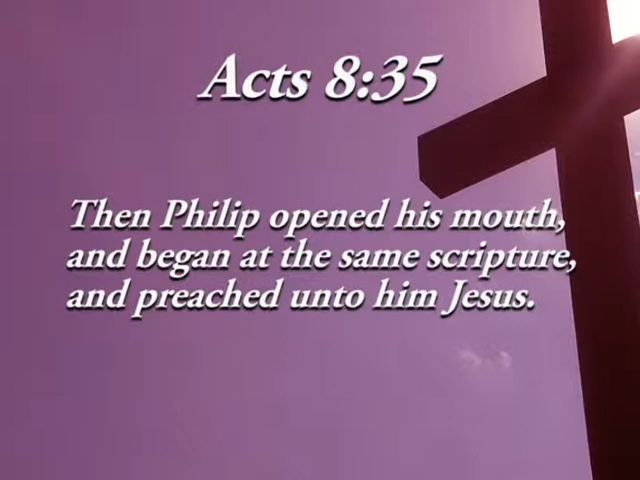 Acts 8:35
Then Philip opened his mouth,
and began at the same scripture,
and preached unto him Jesus.